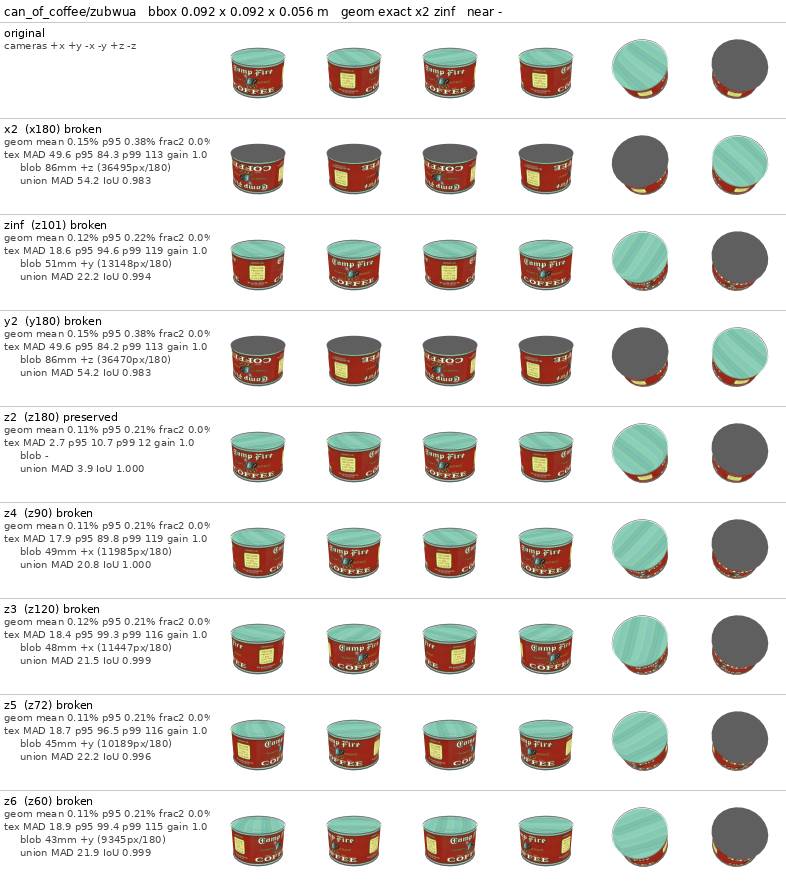 can_of_coffee/zubwua bbox 0.092 x 0.092 x 0.056 m geom exact x2 zinf near -
original
cameras +x +y -x -y +z -z
Camp Fire
COFFEE
x2 (x180) broken
geom mean 0.15% p95 0.38% frac2 0.0%
tex MAD 49.6 p95 84.3 p99 113 gain 1.0
blob 86mm +z (36495px/180)
union MAD 54.2 IoU 0.983
zinf (z101) broken
geom mean 0.12% p95 0.22% frac2 0.0%
tex MAD 18.6 p95 94.6 p99 119 gain 1.0
blob 51mm +y (13148px/180)
union MAD 22.2 IoU 0.994
y2 (y180) broken
geom mean 0.15% p95 0.38% frac2 0.0%
tex MAD 49.6 p95 84.2 p99 113 gain 1.0
blob 86mm +z (36470px/180)
union MAD 54.2 IoU 0.983
z2 (z180) preserved
geom mean 0.11% p95 0.21% frac2 0.0%
tex MAD 2.7 p95 10.7 p99 12 gain 1.0
blob -
union MAD 3.9 IoU 1.000
z4 (z90) broken
geom mean 0.11% p95 0.21% frac2 0.0%
tex MAD 17.9 p95 89.8 p99 119 gain 1.0
blob 49mm +x (11985px/180)
union MAD 20.8 IoU 1.000
z3 (z120) broken
geom mean 0.12% p95 0.21% frac2 0.0%
tex MAD 18.4 p95 99.3 p99 116 gain 1.0
blob 48mm +x (11447px/180)
union MAD 21.5 IoU 0.999
z5 (z72) broken
geom mean 0.11% p95 0.21% frac2 0.0%
tex MAD 18.7 p95 96.5 p99 116 gain 1.0
blob 45mm +y (10189px/180)
union MAD 22.2 IoU 0.996
z6 (z60) broken
geom mean 0.11% p95 0.21% frac2 0.0%
tex MAD 18.9 p95 99.4 p99 115 gain 1.0
blob 43mm +y (9345px/180)
union MAD 21.9 IoU 0.999